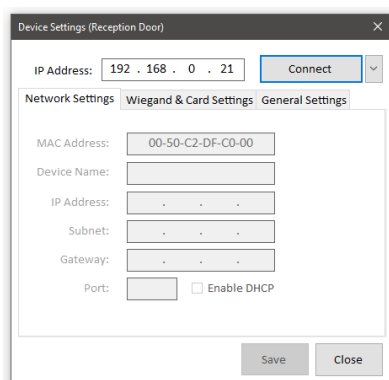 Device Settings (Reception Door)
IP Address: 192 . 168 . 0 . 21 Connect
Network Settings Wiegand & Card Settings General Settings
MAC Address: 00-50-C2-DF-C0-00
Device Name:
IP Address: . . .
Subnet: . . .
Gateway: . . .
Port: Enable DHCP
Save Close